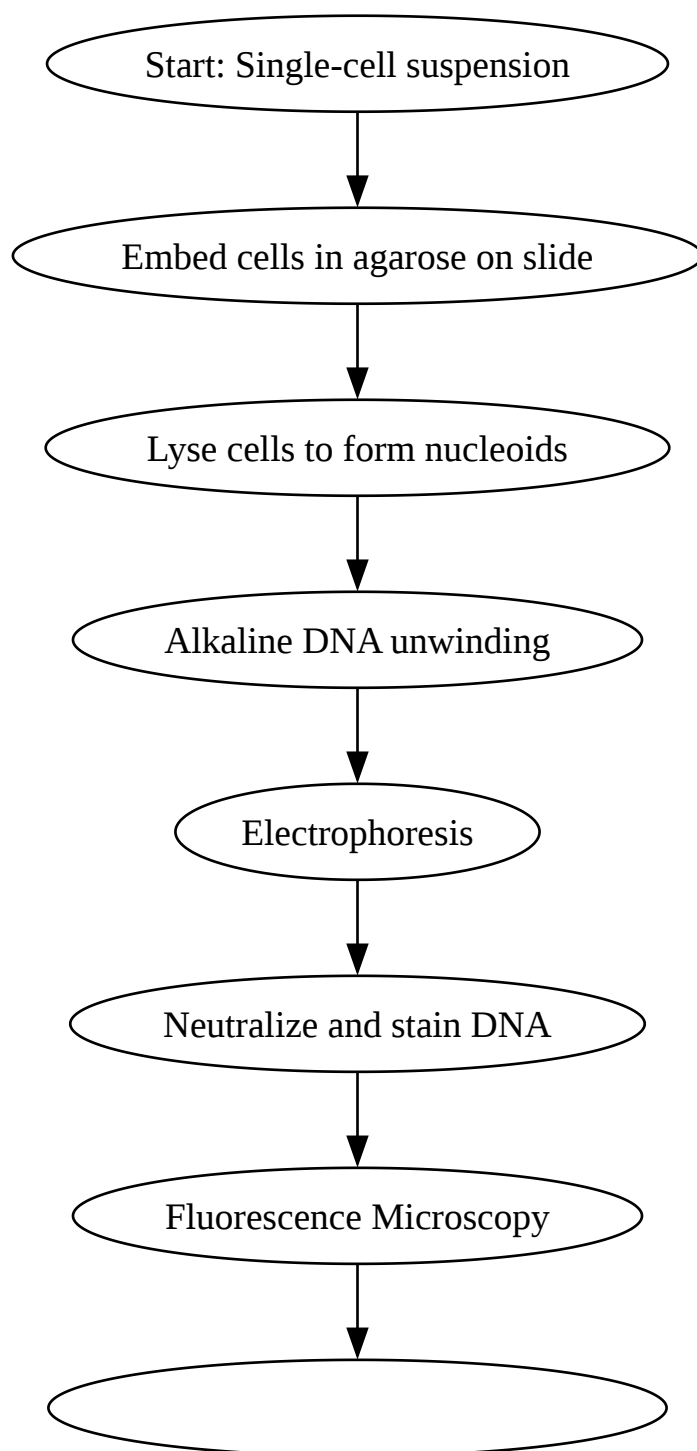 Start: Single-cell suspension
Embed cells in agarose on slide
Lyse cells to form nucleoids
Alkaline DNA unwinding
Electrophoresis
Neutralize and stain DNA
Fluorescence Microscopy